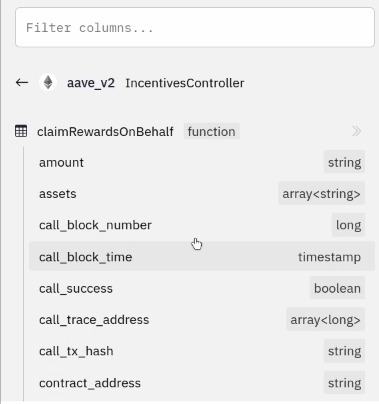 Filter columns...
← aave_v2 IncentivesController
claimRewardsOnBehalf function
amount string
assets array<string>
call_block_number long
call_block_time timestamp
call_success boolean
call_trace_address array<long>
call_tx_hash string
contract_address string